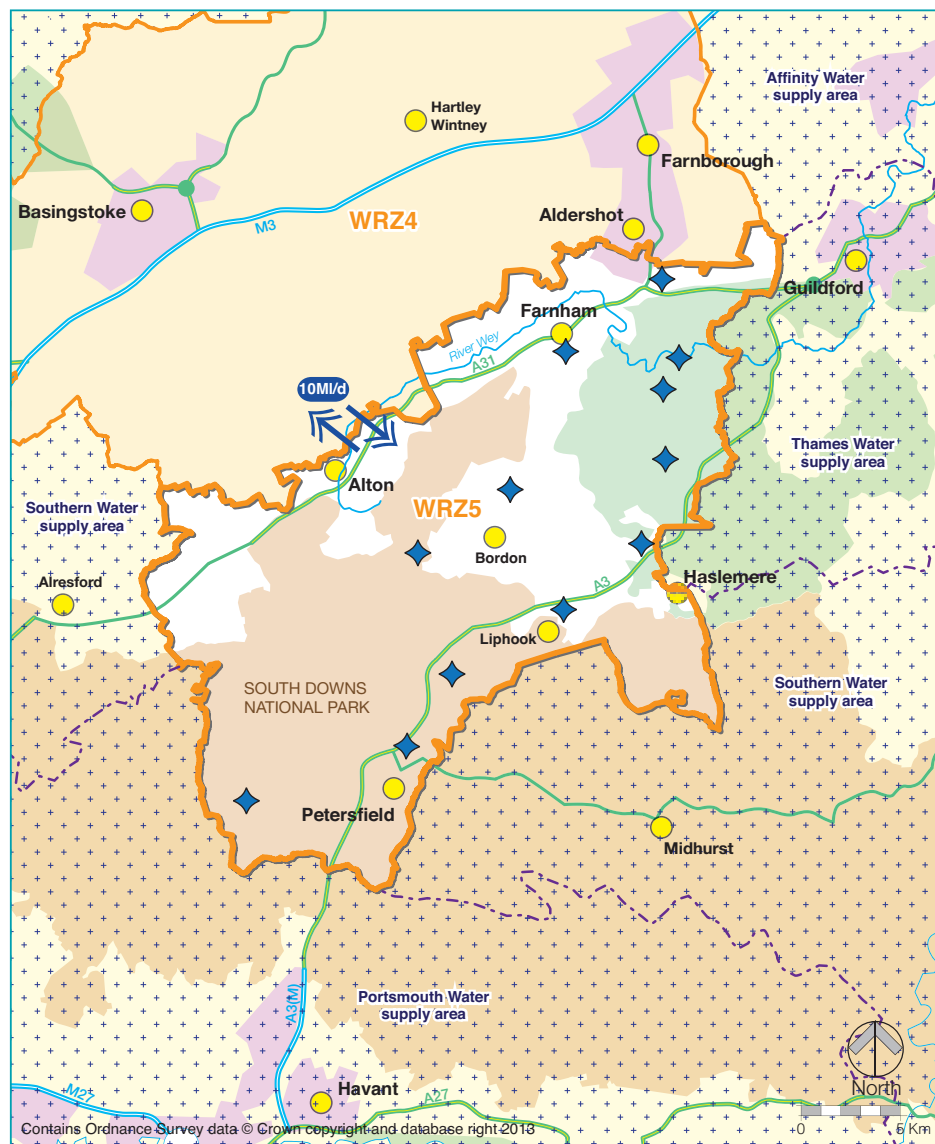 Affinity Water
supply area
Hartley
Wintney
Farnborough
Basingstoke
Aldershot
WRZ4
M3
Guildford
Farnham
River Wey
A31
10Ml/d
Thames Water
supply area
Alton
Southern Water
supply area
WRZ5
Bordon
Alresford
A3
Haslemere
Liphook
SOUTH DOWNS
NATIONAL PARK
Southern Water
supply area
Petersfield
Midhurst
A3(M)
Portsmouth Water
supply area
North
M27
Havant
A27
Contains Ordnance Survey data © Crown copyright and database right 2013
0
5 Km